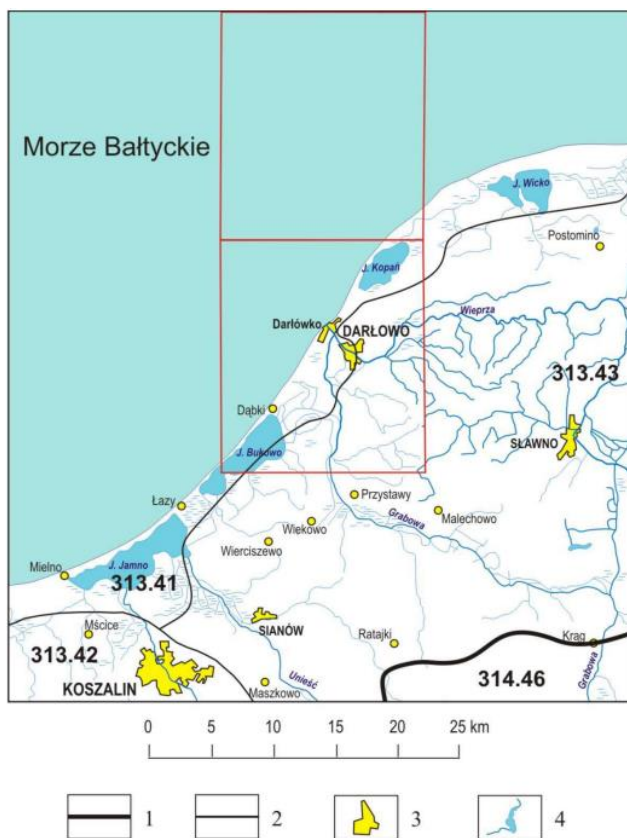 Morze Bałtyckie
J. Wicko
Postomino
J. Kopań
Wieprza
Darłówko
DARŁOWO
313.43
Dąbki
SŁAWNO
J. Bukowo
Przystawy
Łazy
Malechowo
Wiekowo
Grabowa
Wierciszewo
Mielno
J. Jamno
313.41
SIANÓW
Mścice
Ratajki
Krąg
313.42
314.46
KOSZALIN
Unieść
Grabowa
Maszkowo
0 5 10 15 20 25 km
1 2 3 4